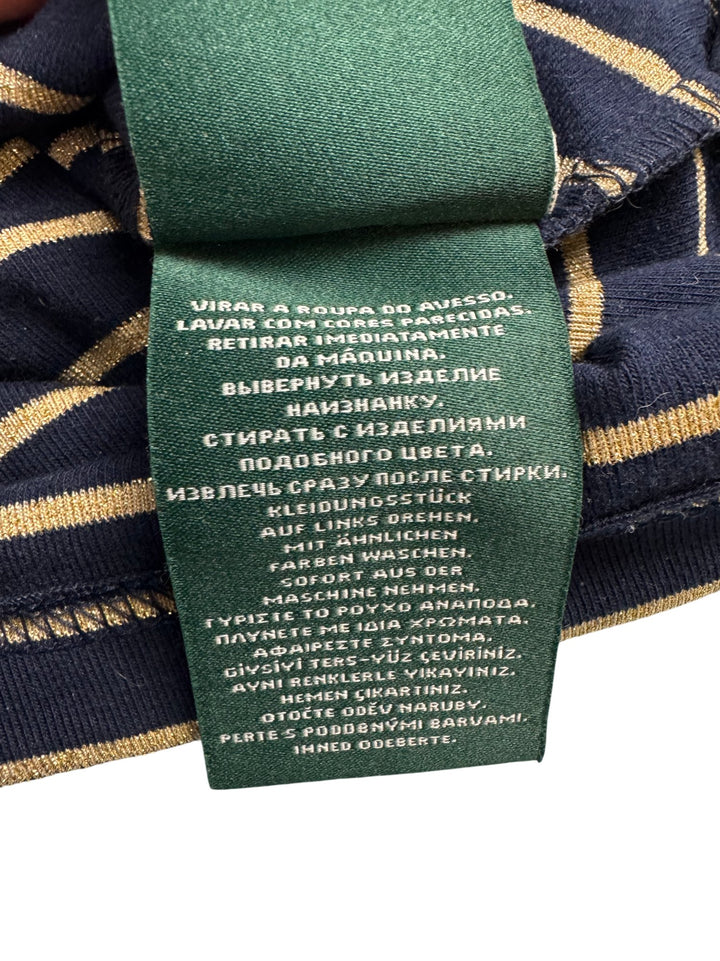 VIRAR A ROUPA DO AVESSO.
LAVAR COM CORES PARECIDAS.
RETIRAR IMEDIATAMENTE
DA MÁQUINA.
ВЫВЕРНУТЬ ИЗДЕЛИЕ
НАИЗНАНКУ.
СТИРАТЬ С ИЗДЕЛИЯМИ
ПОДОБНОГО ЦВЕТА.
ИЗВЛЕЧЬ СРАЗУ ПОСЛЕ СТИРКИ.
KLEIDUNGSSTÜCK
AUF LINKS DREHEN.
MIT ÄHNLICHEN
FARBEN WASCHEN.
SOFORT AUS DER
MASCHINE NEHMEN.
ΓΥΡΙΣΤΕ ΤΟ ΡΟΥΧΟ ΑΝΑΠΟΔΑ.
ΠΛΥΝΕΤΕ ΜΕ ΙΔΙΑ ΧΡΩΜΑΤΑ.
ΑΦΑΙΡΕΣΤΕ ΣΥΝΤΟΜΑ.
GİYSİYİ TERS-YÜZ ÇEVİRİNİZ.
AYNI RENKLERLE YIKAYINIZ.
HEMEN ÇIKARTINIZ.
OTOČTE ODĚV NARUBY.
PERTE S PODOBNÝMI BARVAMI.
IHNED ODEBERTE.